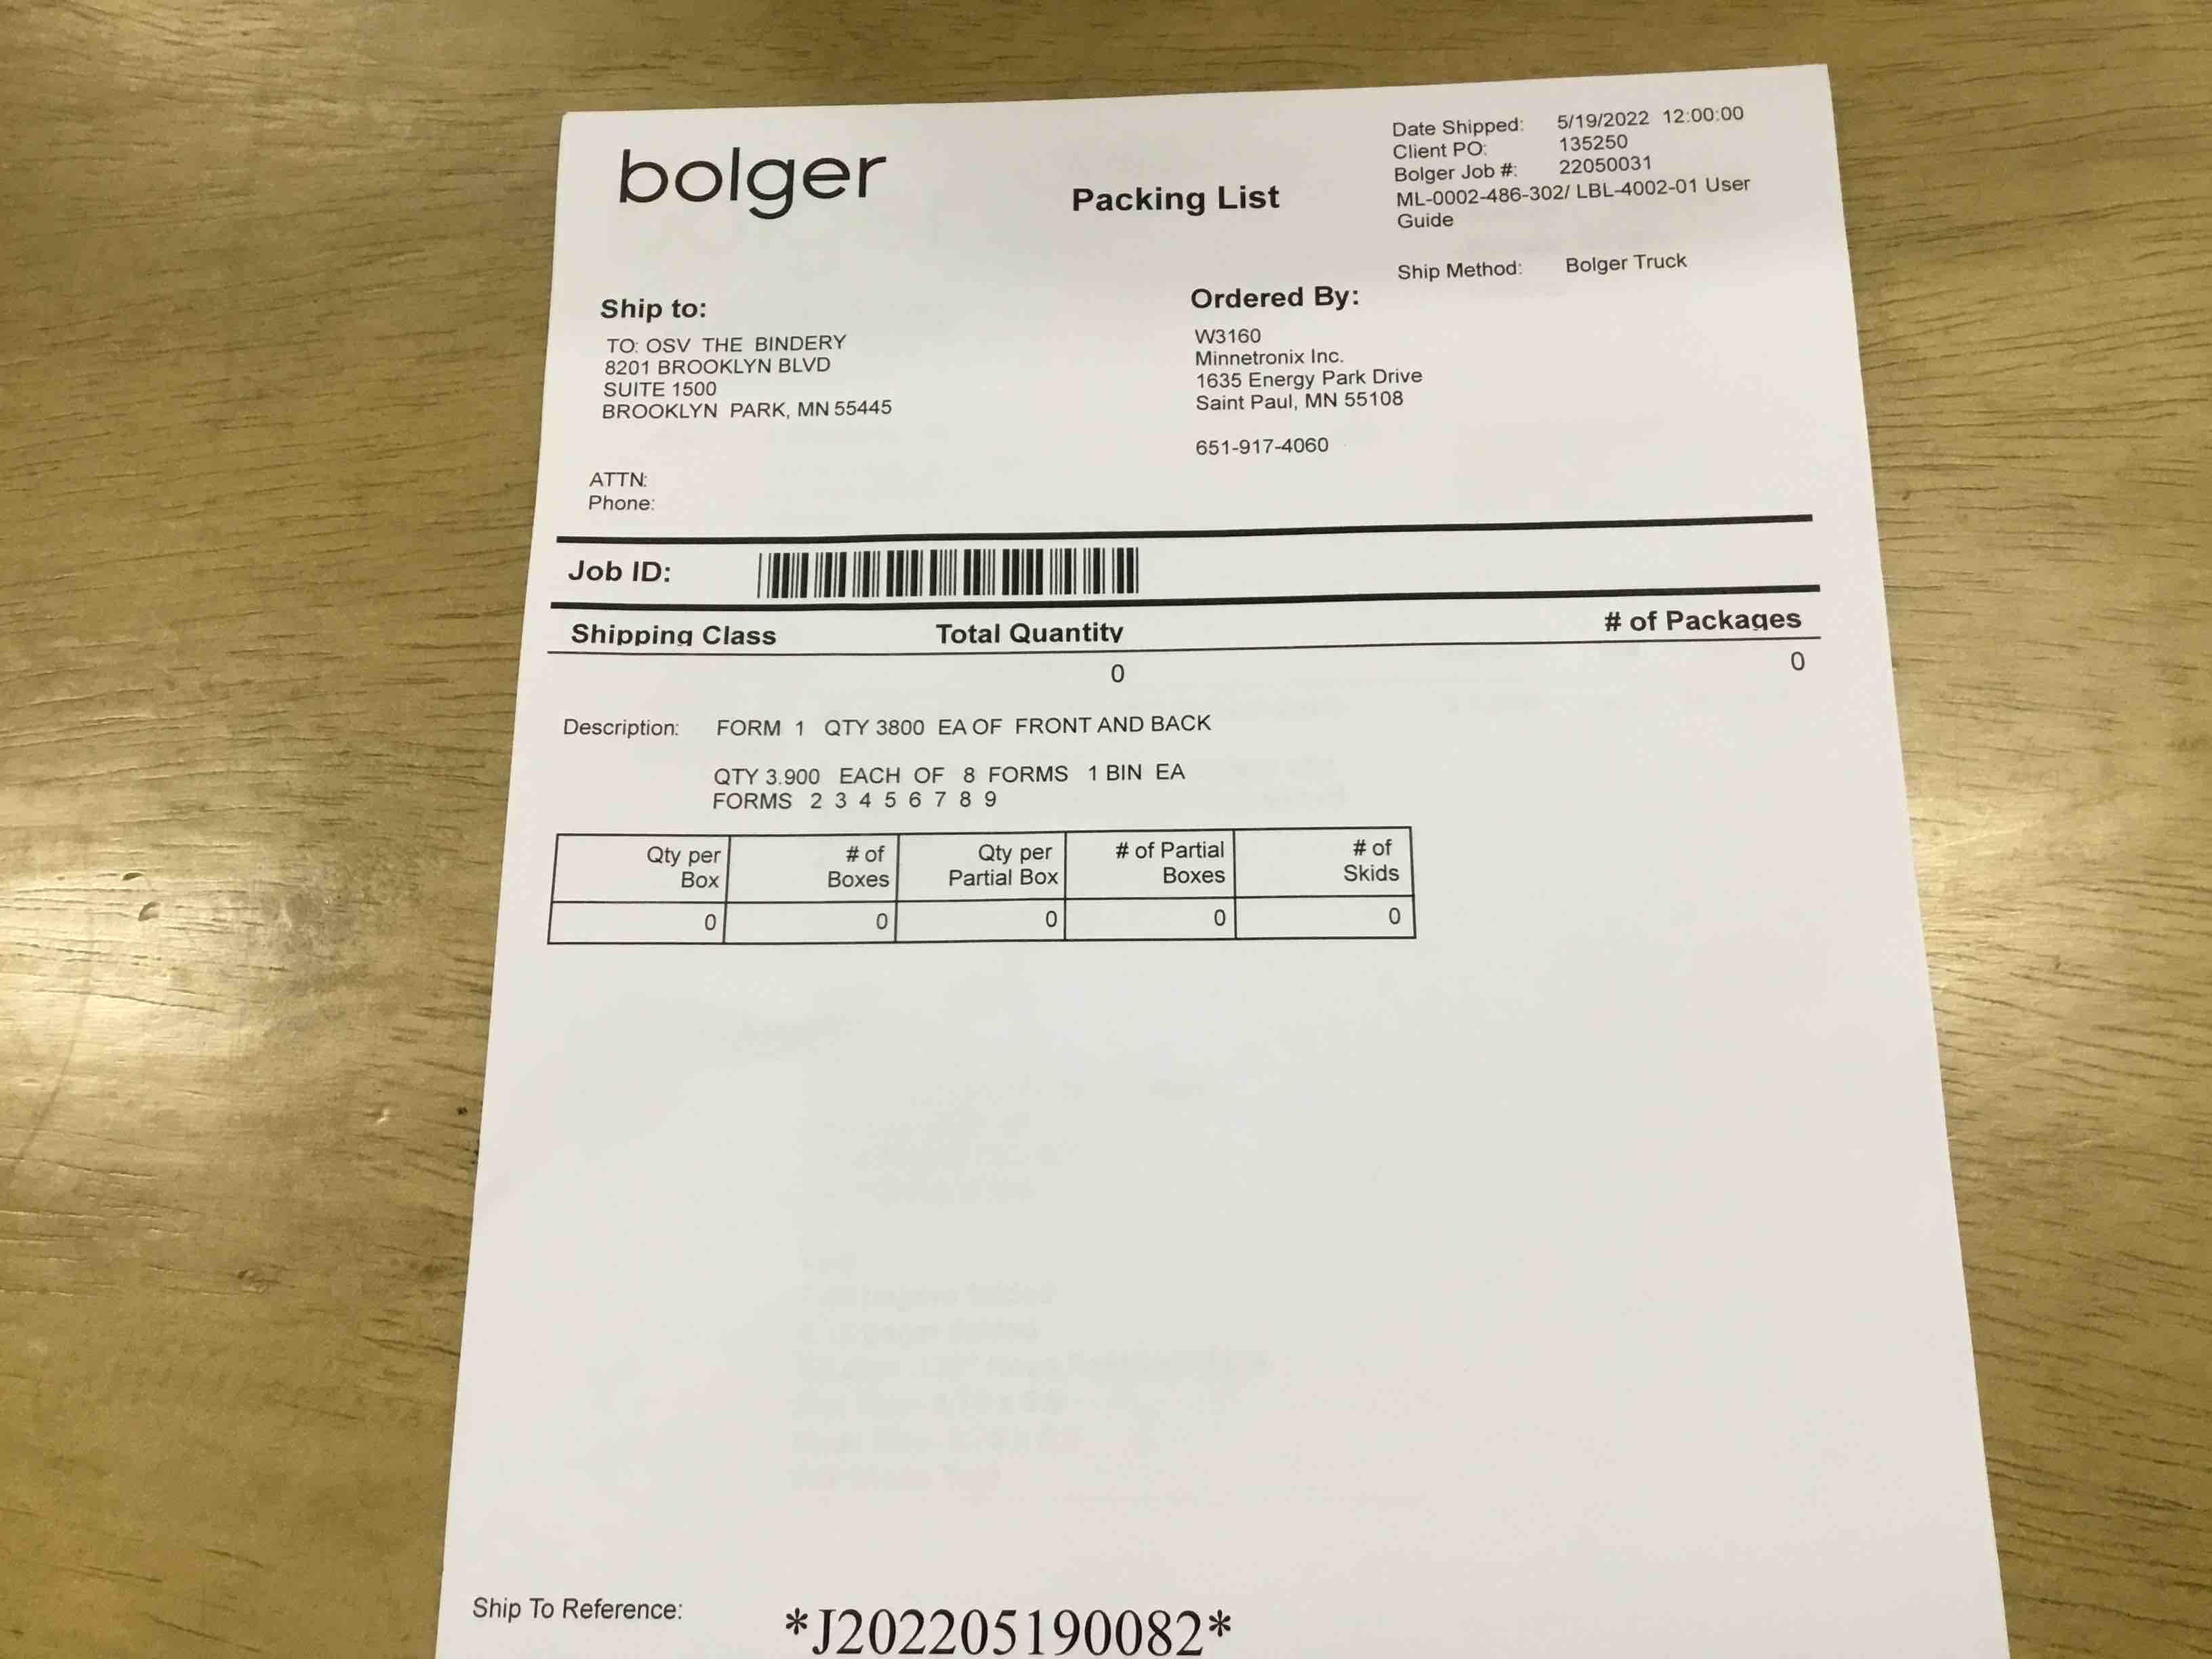 bolger
Packing List
Date Shipped: 5/19/2022 12:00:00
Client PO: 135250
Bolger Job #: 22050031
ML-0002-486-302/ LBL-4002-01 User
Guide
Ship Method: Bolger Truck
Ship to:
TO: OSV THE BINDERY
8201 BROOKLYN BLVD
SUITE 1500
BROOKLYN PARK, MN 55445
ATTN:
Phone:
Ordered By:
W3160
Minnetronix Inc.
1635 Energy Park Drive
Saint Paul, MN 55108
651-917-4060
Job ID:
Shipping Class Total Quantity # of Packages
0 0
Description: FORM 1 QTY 3800 EA OF FRONT AND BACK
QTY 3.900 EACH OF 8 FORMS 1 BIN EA
FORMS 2 3 4 5 6 7 8 9
Qty per Box # of Boxes Qty per Partial Box # of Partial Boxes # of Skids
0 0 0 0 0
Ship To Reference: *J202205190082*